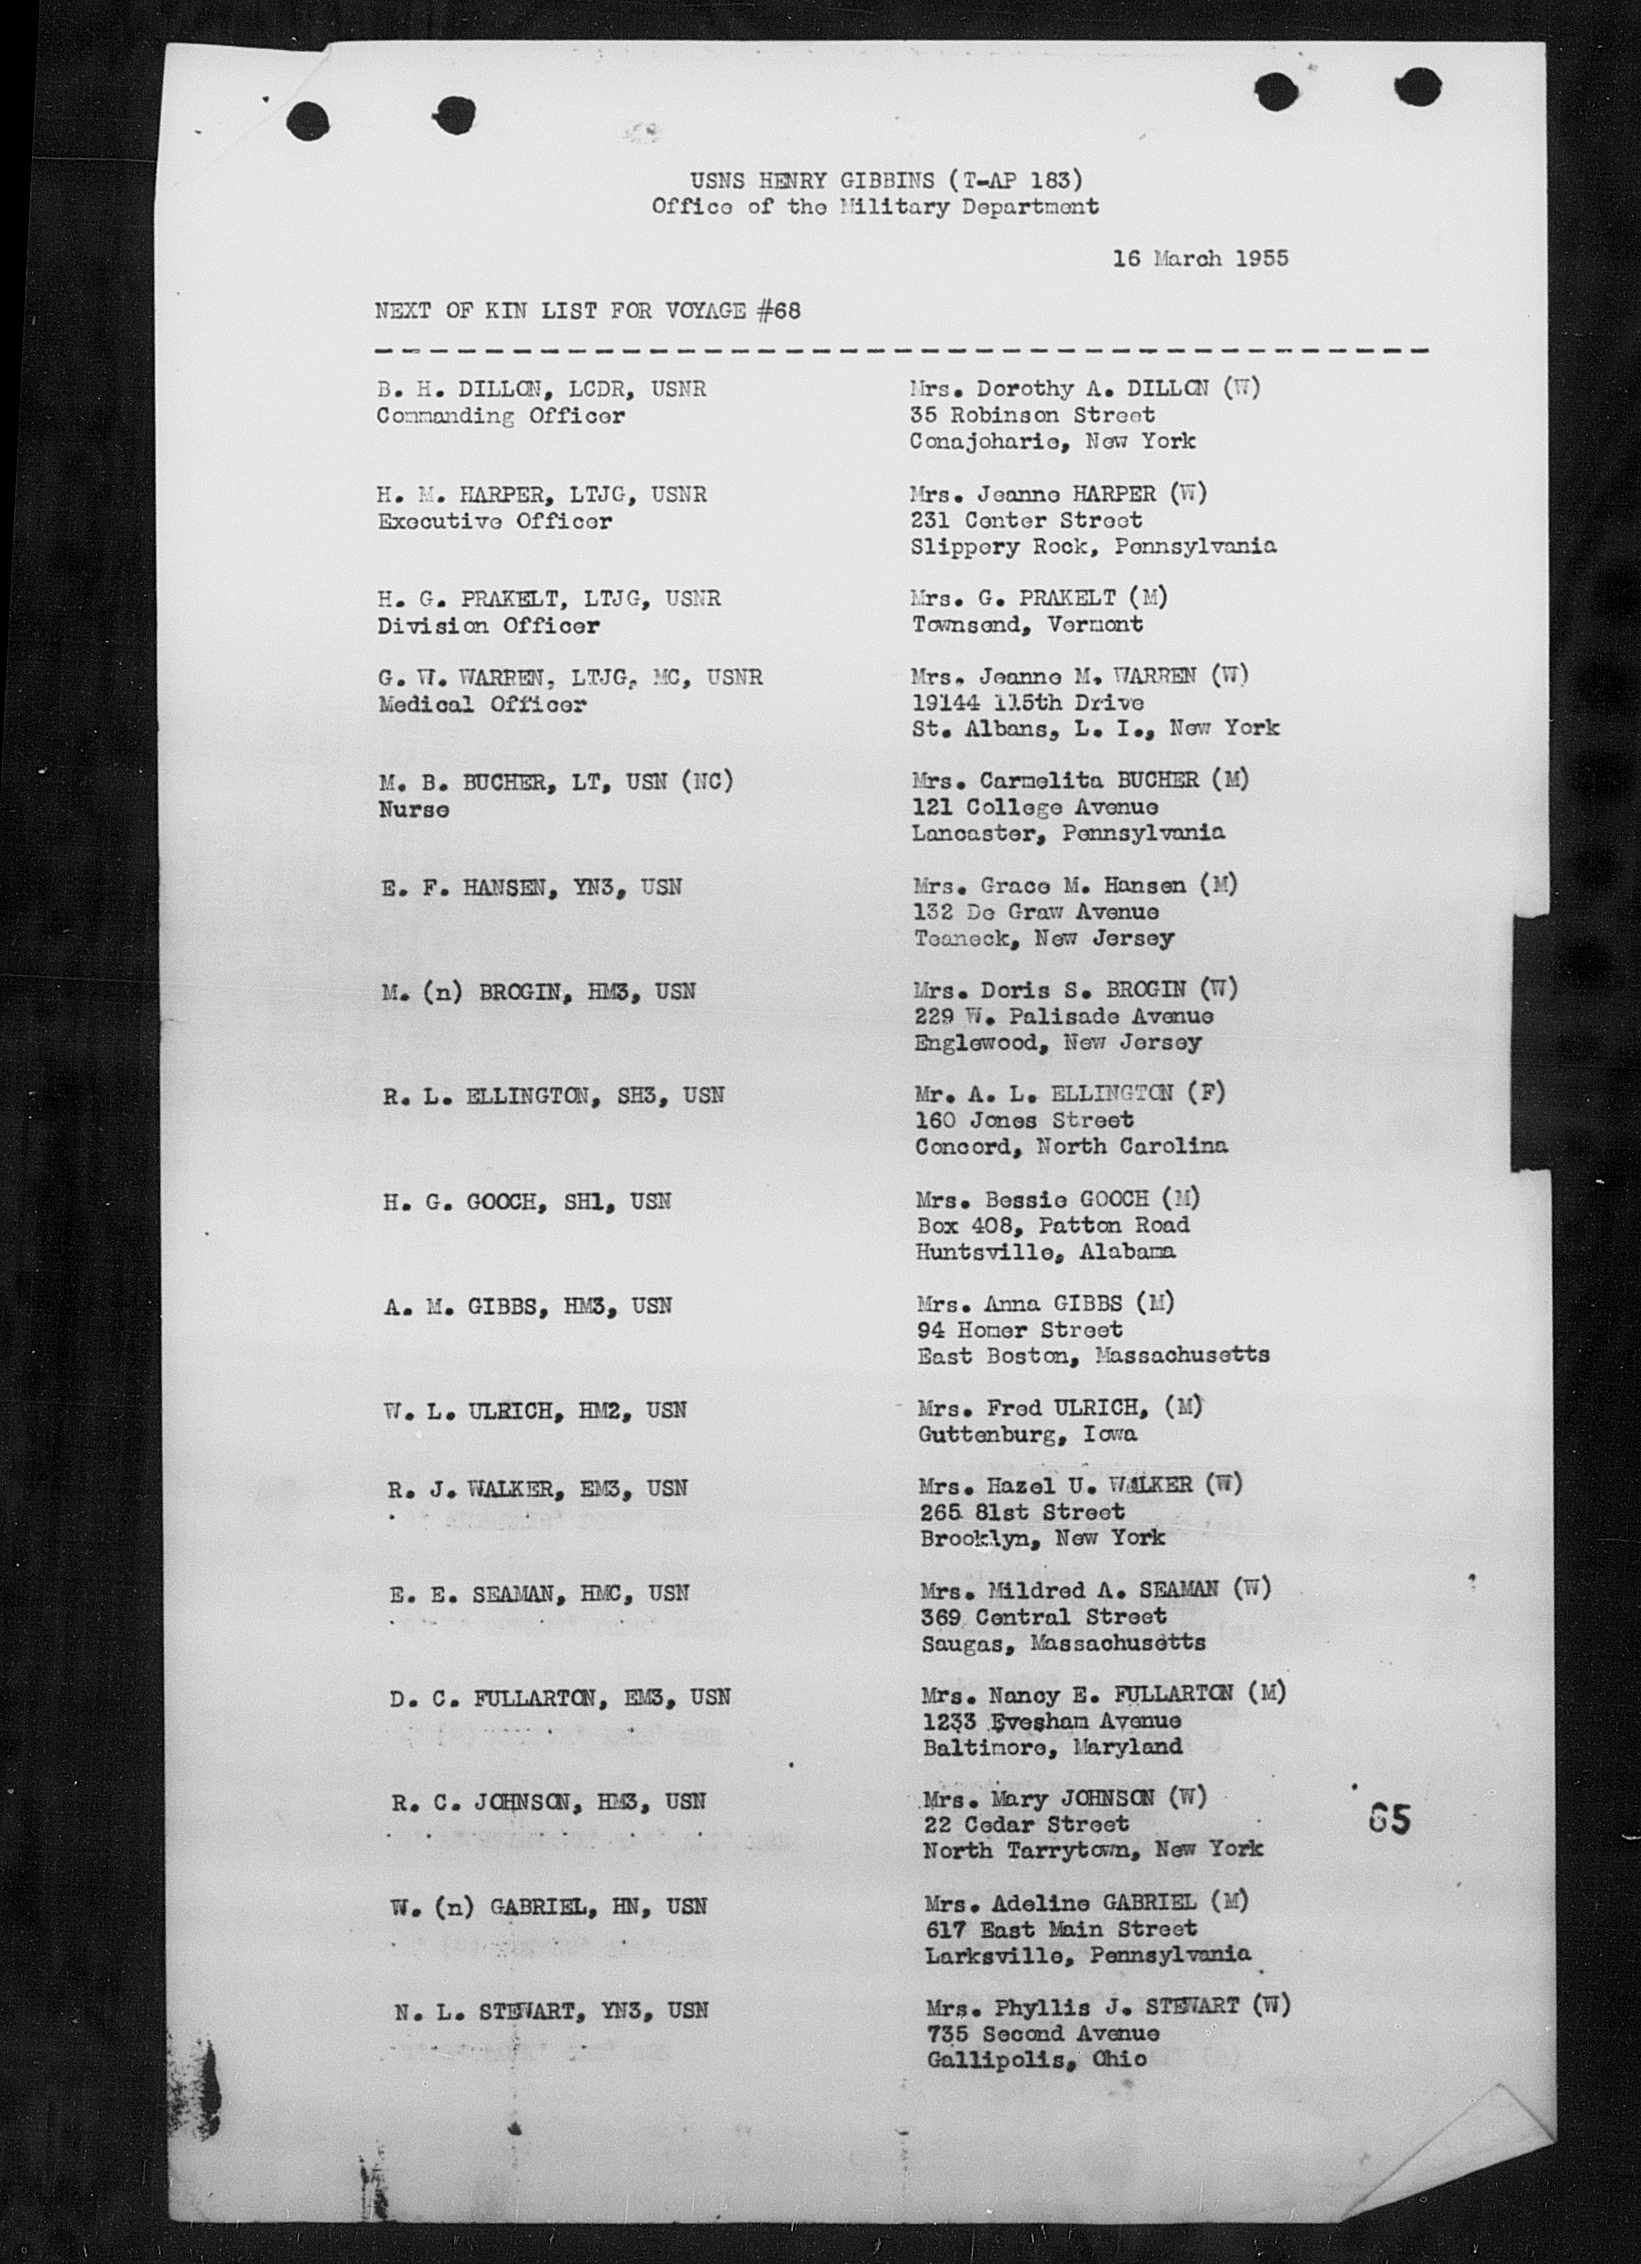 USNS HENRY GIBBINS (T-AP 183)
Office of the Military Department
16 March 1955
NEXT OF KIN LIST FOR VOYAGE #68
B. H. DILLON, LCDR, USNR
Commanding Officer
Mrs. Dorothy A. DILLON (W)
35 Robinson Street
Conajoharie, New York
H. M. HARPER, LTJG, USNR
Executive Officer
Mrs. Jeanne HARPER (W)
231 Center Street
Slippery Rock, Pennsylvania
H. G. PRAKELT, LTJG, USNR
Division Officer
Mrs. G. PRAKELT (M)
Townsend, Vermont
G. W. WARREN, LTJG, MC, USNR
Medical Officer
Mrs. Jeanne M. WARREN (W)
19144 115th Drive
St. Albans, L. I., New York
M. B. BUCHER, LT, USN (NC)
Nurse
Mrs. Carmelita BUCHER (M)
121 College Avenue
Lancaster, Pennsylvania
E. F. HANSEN, YN3, USN
Mrs. Grace M. Hansen (M)
132 De Graw Avenue
Teaneck, New Jersey
M. (n) BROGIN, HM3, USN
Mrs. Doris S. BROGIN (W)
229 W. Palisade Avenue
Englewood, New Jersey
R. L. ELLINGTON, SH3, USN
Mr. A. L. ELLINGTON (F)
160 Jones Street
Concord, North Carolina
H. G. GOOCH, SH1, USN
Mrs. Bessie GOOCH (M)
Box 408, Patton Road
Huntsville, Alabama
A. M. GIBBS, HM3, USN
Mrs. Anna GIBBS (M)
94 Homer Street
East Boston, Massachusetts
W. L. ULRICH, HM2, USN
Mrs. Fred ULRICH, (M)
Guttenburg, Iowa
R. J. WALKER, EM3, USN
Mrs. Hazel U. WALKER (W)
265 81st Street
Brooklyn, New York
E. E. SEAMAN, HMC, USN
Mrs. Mildred A. SEAMAN (W)
369 Central Street
Saugas, Massachusetts
D. C. FULLARTON, EM3, USN
Mrs. Nancy E. FULLARTON (M)
1233 Evesham Avenue
Baltimore, Maryland
R. C. JOHNSON, HM3, USN
Mrs. Mary JOHNSON (W)
22 Cedar Street
North Tarrytown, New York
65
W. (n) GABRIEL, HN, USN
Mrs. Adeline GABRIEL (M)
617 East Main Street
Larksville, Pennsylvania
N. L. STEWART, YN3, USN
Mrs. Phyllis J. STEWART (W)
735 Second Avenue
Gallipolis, Ohio